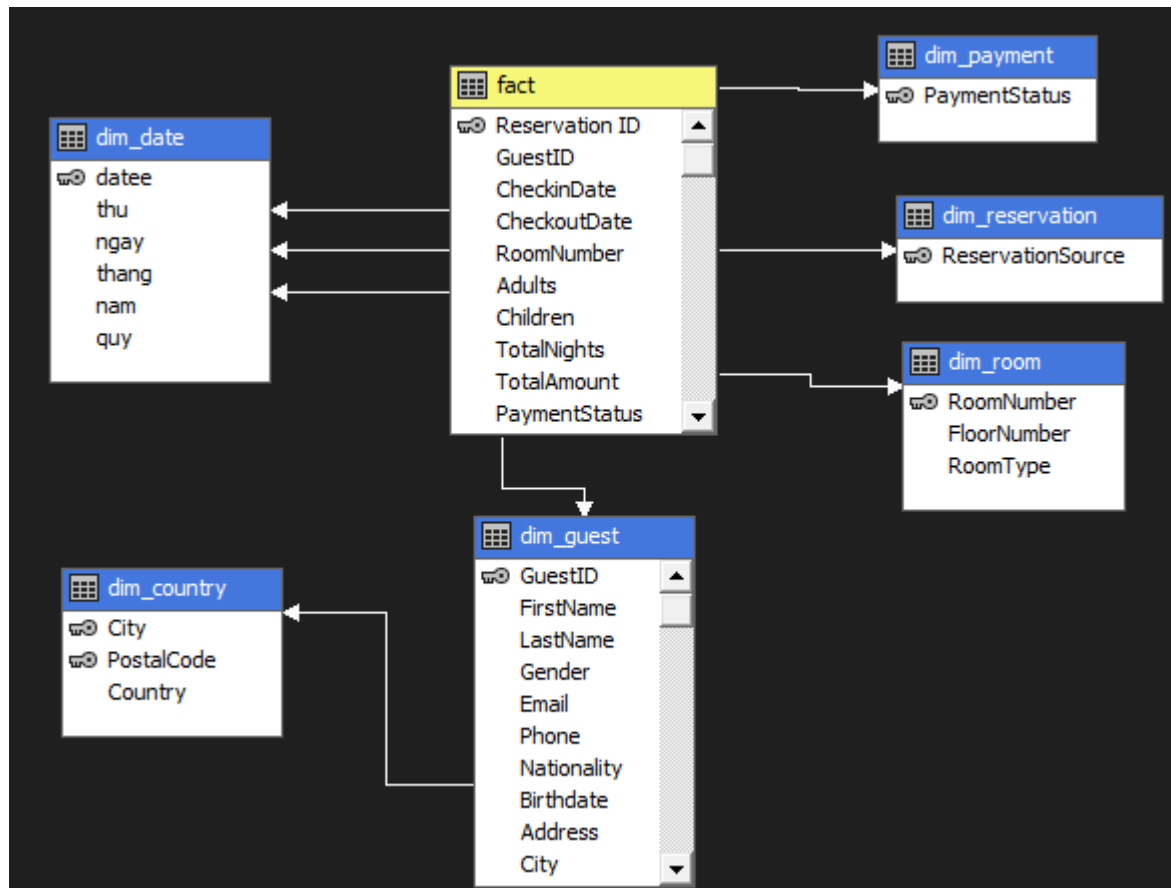 fact
Reservation ID
GuestID
CheckinDate
CheckoutDate
RoomNumber
Adults
Children
TotalNights
TotalAmount
PaymentStatus
dim_payment
PaymentStatus
dim_date
datee
thu
ngay
thang
nam
quy
dim_reservation
ReservationSource
dim_room
RoomNumber
FloorNumber
RoomType
dim_guest
GuestID
FirstName
LastName
Gender
Email
Phone
Nationality
Birthdate
Address
City
dim_country
City
PostalCode
Country